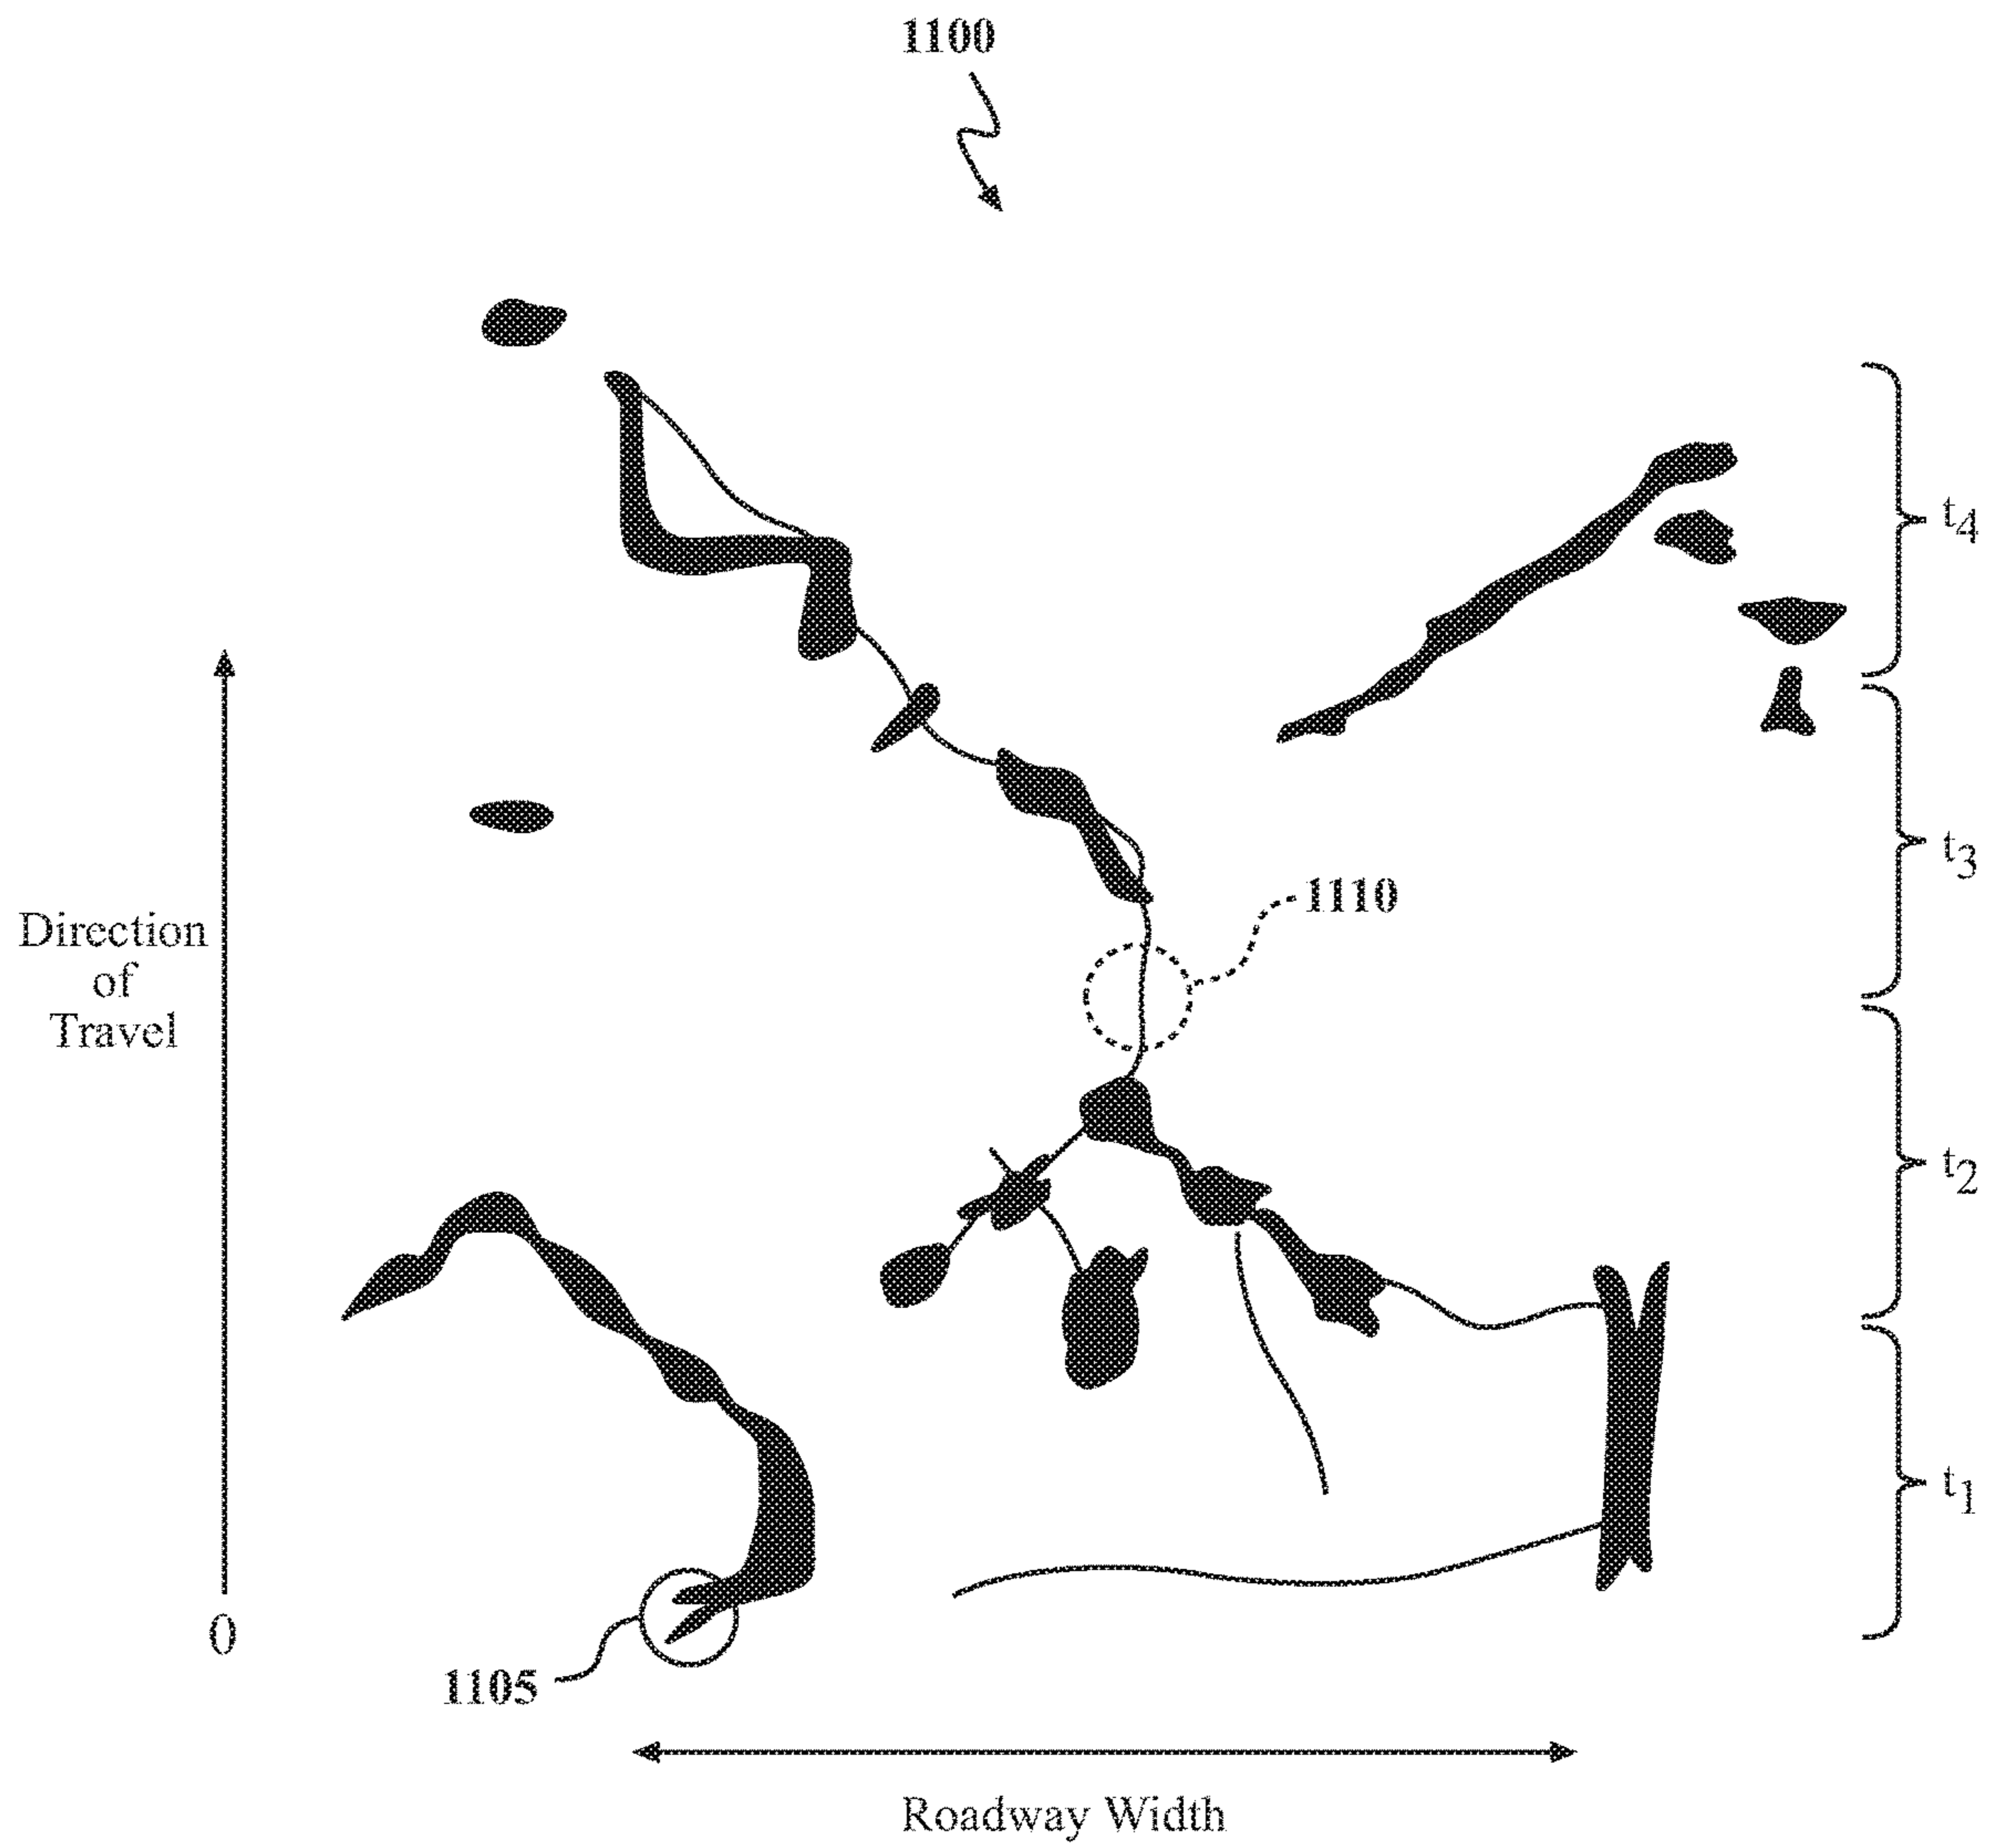 1100
t4
t3
1110
Direction
of
Travel
t2
t1
0
1105
Roadway Width